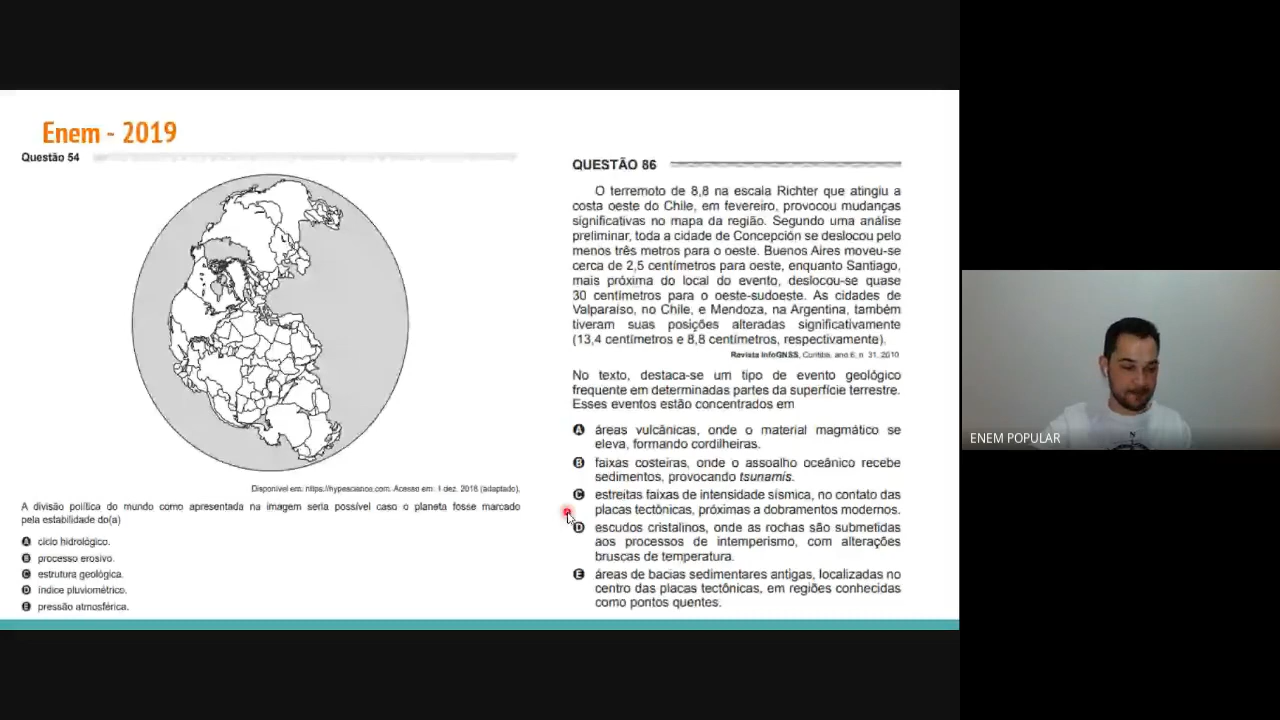 Enem - 2019
Questão 54
Disponível em: https://hypescience.com. Acesso em: 1 dez. 2018 (adaptado).
A divisão política do mundo como apresentada na imagem seria possível caso o planeta fosse marcado
pela estabilidade do(a)
A ciclo hidrológico.
B processo erosivo.
C estrutura geológica.
D índice pluviométrico.
E pressão atmosférica.
QUESTÃO 86
O terremoto de 8,8 na escala Richter que atingiu a
costa oeste do Chile, em fevereiro, provocou mudanças
significativas no mapa da região. Segundo uma análise
preliminar, toda a cidade de Concepción se deslocou pelo
menos três metros para o oeste. Buenos Aires moveu-se
cerca de 2,5 centímetros para oeste, enquanto Santiago,
mais próxima do local do evento, deslocou-se quase
30 centímetros para o oeste-sudoeste. As cidades de
Valparaíso, no Chile, e Mendoza, na Argentina, também
tiveram suas posições alteradas significativamente
(13,4 centímetros e 8,8 centímetros, respectivamente).
Revista InfoGNSS, Curitiba, ano 6, n. 31, 2010
No texto, destaca-se um tipo de evento geológico
frequente em determinadas partes da superfície terrestre.
Esses eventos estão concentrados em
A áreas vulcânicas, onde o material magmático se
eleva, formando cordilheiras.
B faixas costeiras, onde o assoalho oceânico recebe
sedimentos, provocando tsunamis.
C estreitas faixas de intensidade sísmica, no contato das
placas tectônicas, próximas a dobramentos modernos.
D escudos cristalinos, onde as rochas são submetidas
aos processos de intemperismo, com alterações
bruscas de temperatura.
E áreas de bacias sedimentares antigas, localizadas no
centro das placas tectônicas, em regiões conhecidas
como pontos quentes.
ENEM POPULAR